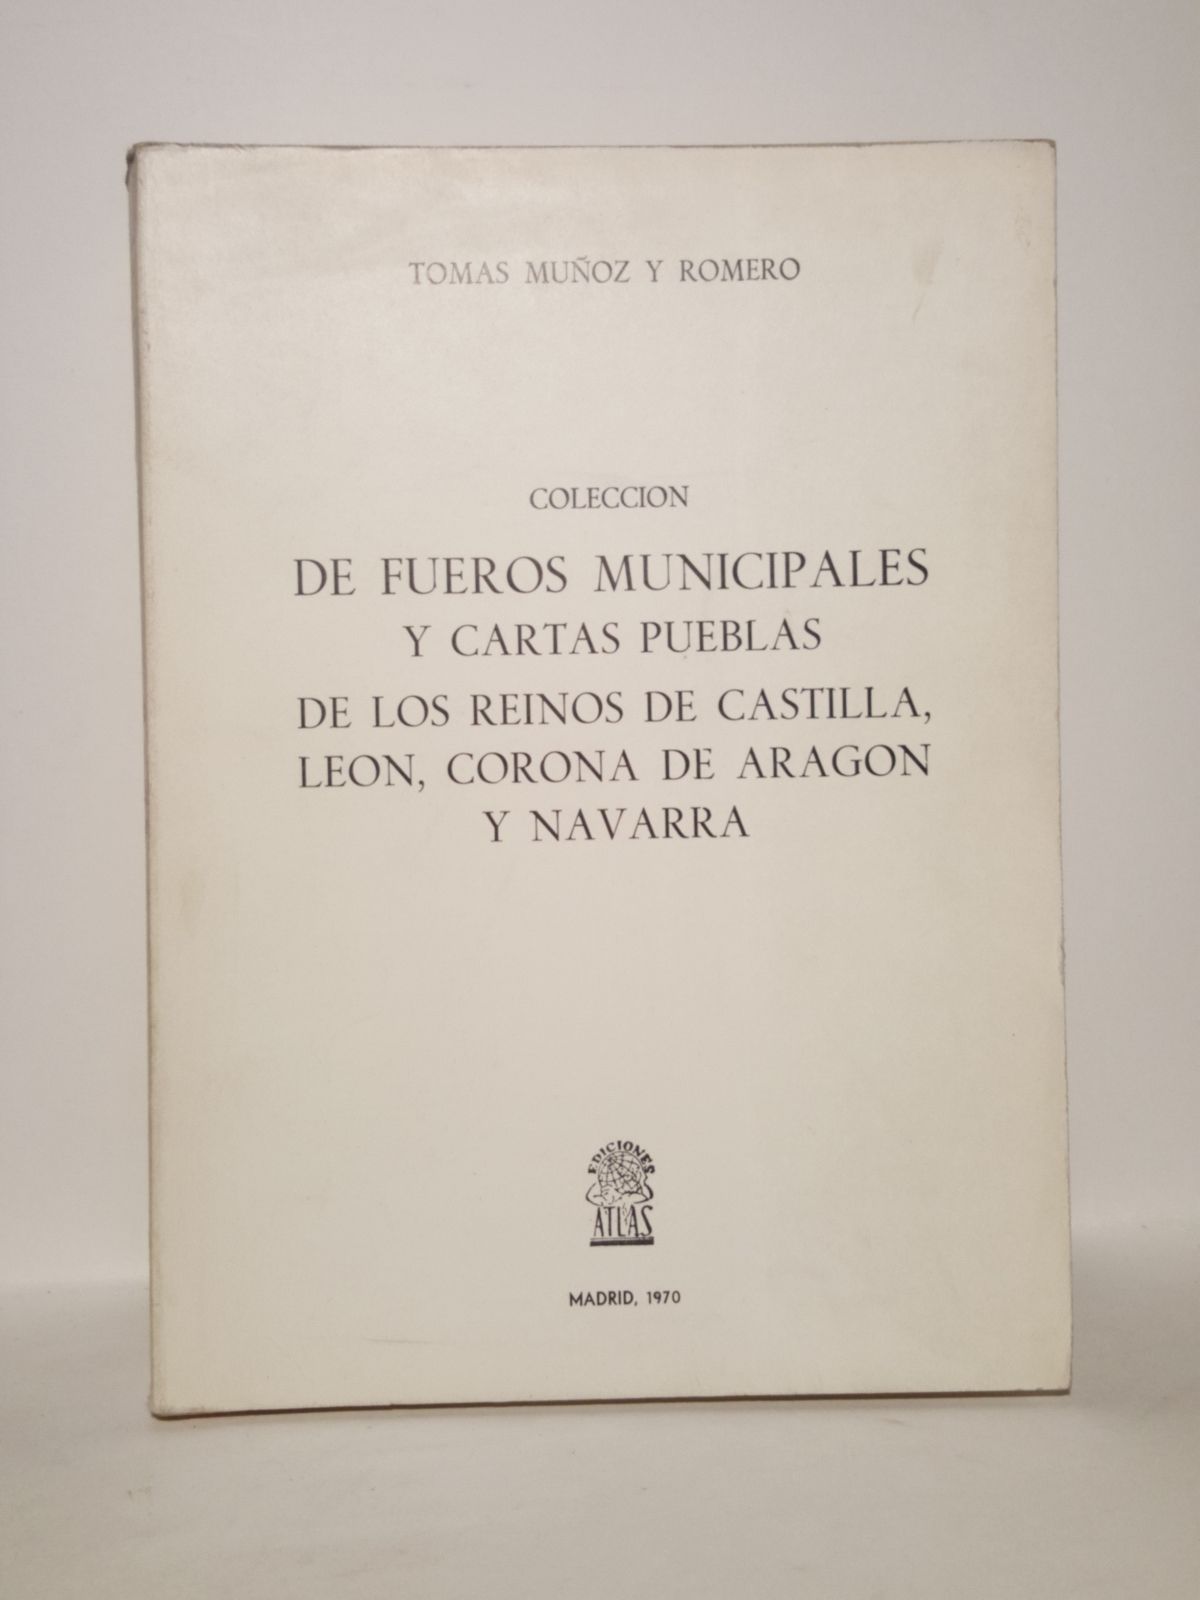 TOMAS MUÑOZ Y ROMERO
COLECCION
DE FUEROS MUNICIPALES
Y CARTAS PUEBLAS
DE LOS REINOS DE CASTILLA,
LEON, CORONA DE ARAGON
Y NAVARRA
EDICIONES
ATLAS
MADRID, 1970